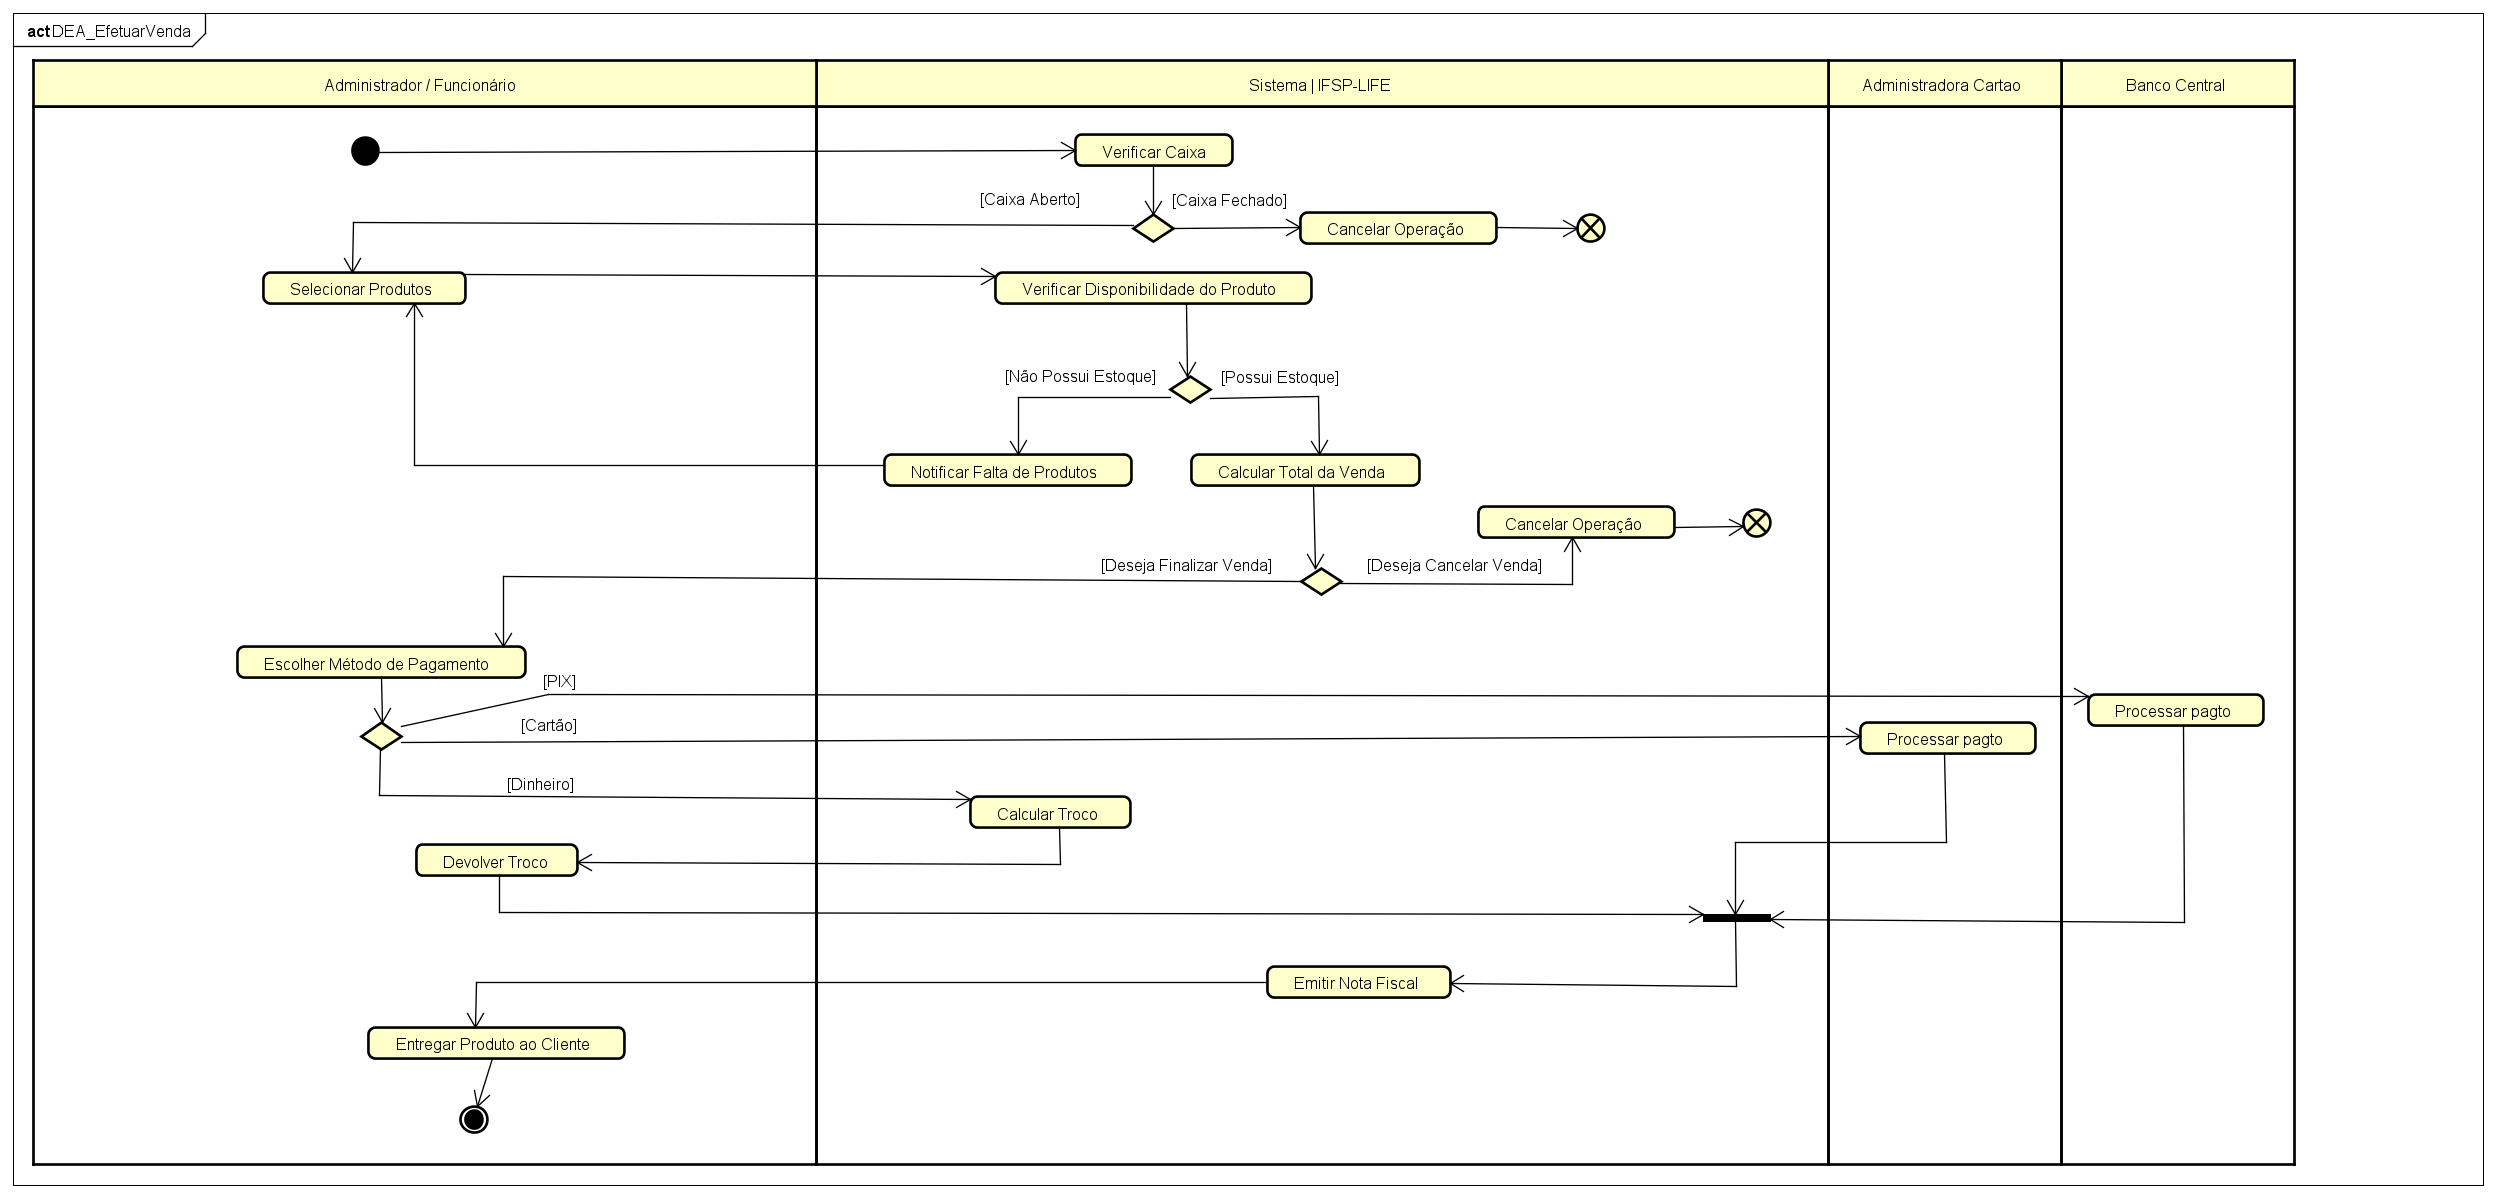 act DEA_EfetuarVenda
Administrador / Funcionário
Sistema | IFSP-LIFE
Administradora Cartao
Banco Central
Verificar Caixa
[Caixa Aberto]
[Caixa Fechado]
Cancelar Operação
Selecionar Produtos
Verificar Disponibilidade do Produto
[Não Possui Estoque]
[Possui Estoque]
Notificar Falta de Produtos
Calcular Total da Venda
Cancelar Operação
[Deseja Finalizar Venda]
[Deseja Cancelar Venda]
Escolher Método de Pagamento
[PIX]
Processar pagto
[Cartão]
Processar pagto
[Dinheiro]
Calcular Troco
Devolver Troco
Emitir Nota Fiscal
Entregar Produto ao Cliente